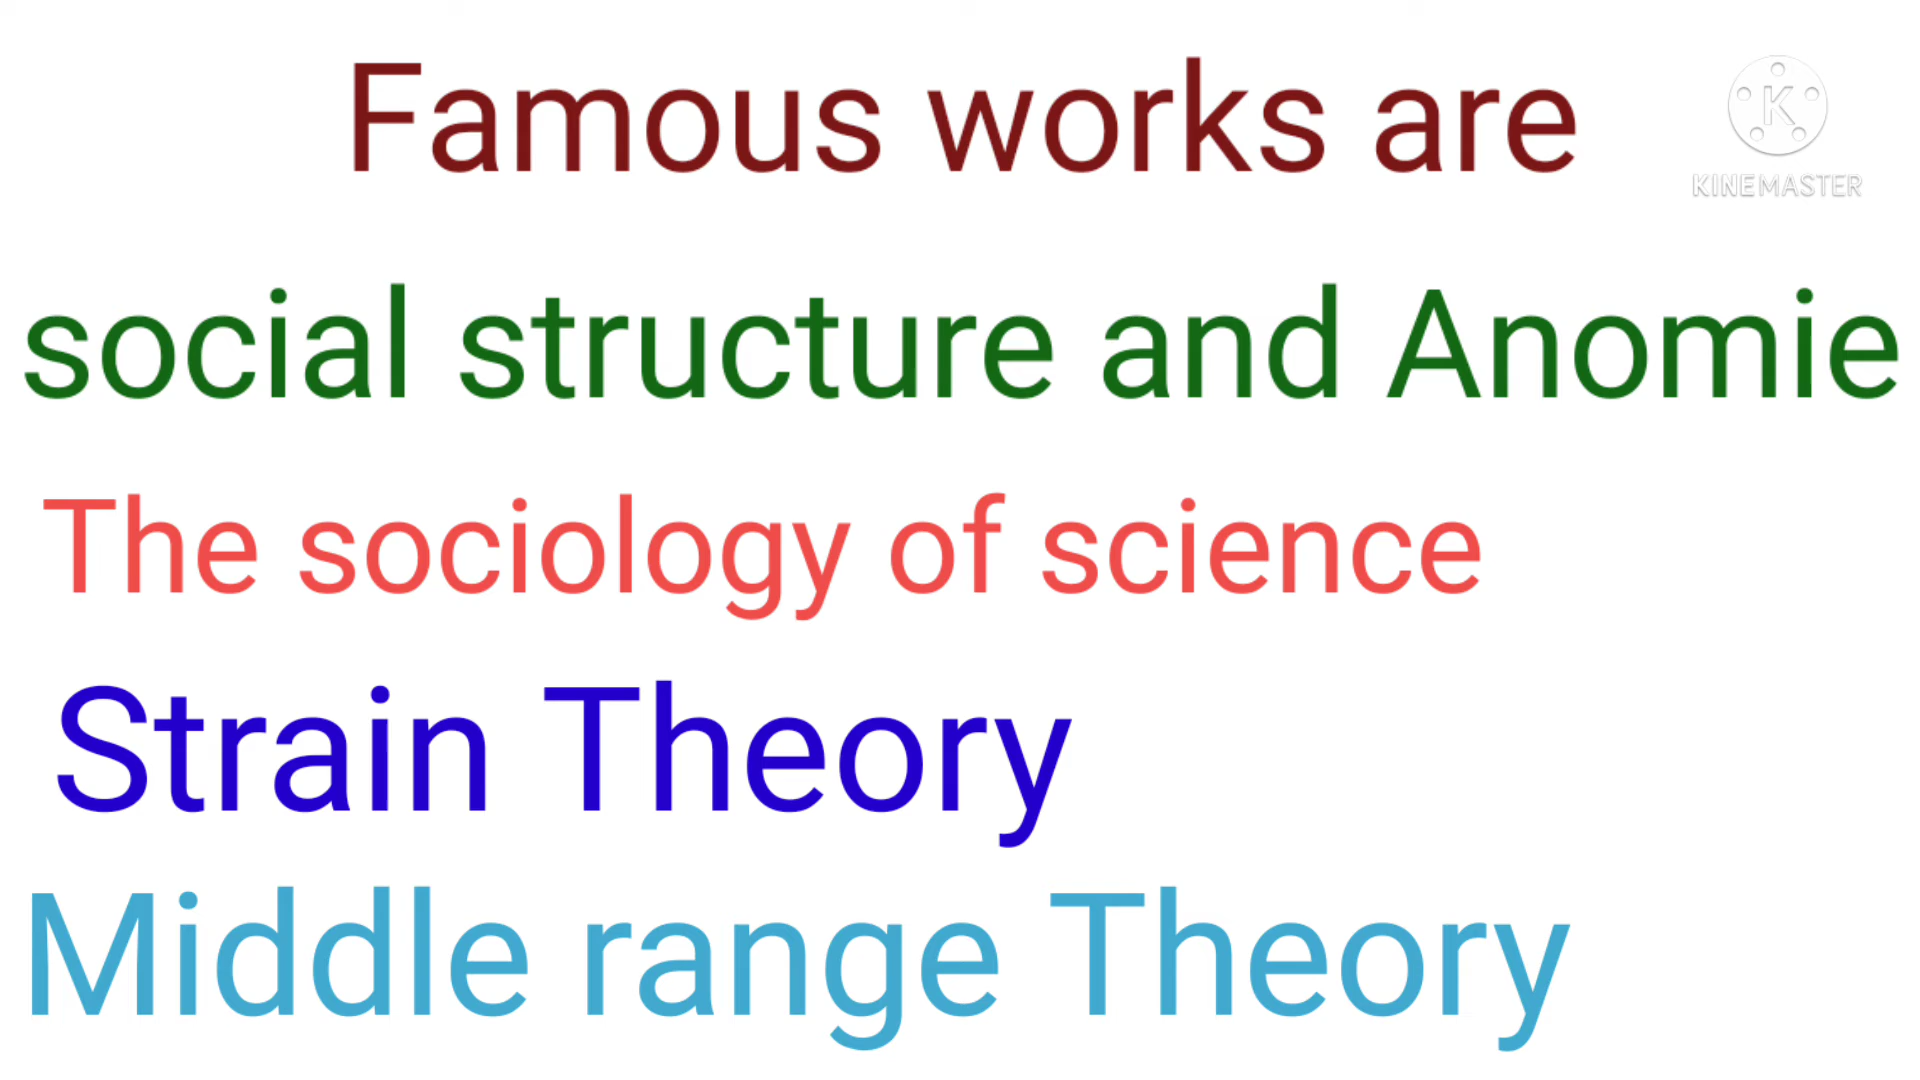 Famous works are
K
KINEMASTER
social structure and Anomie
The sociology of science
Strain Theory
Middle range Theory